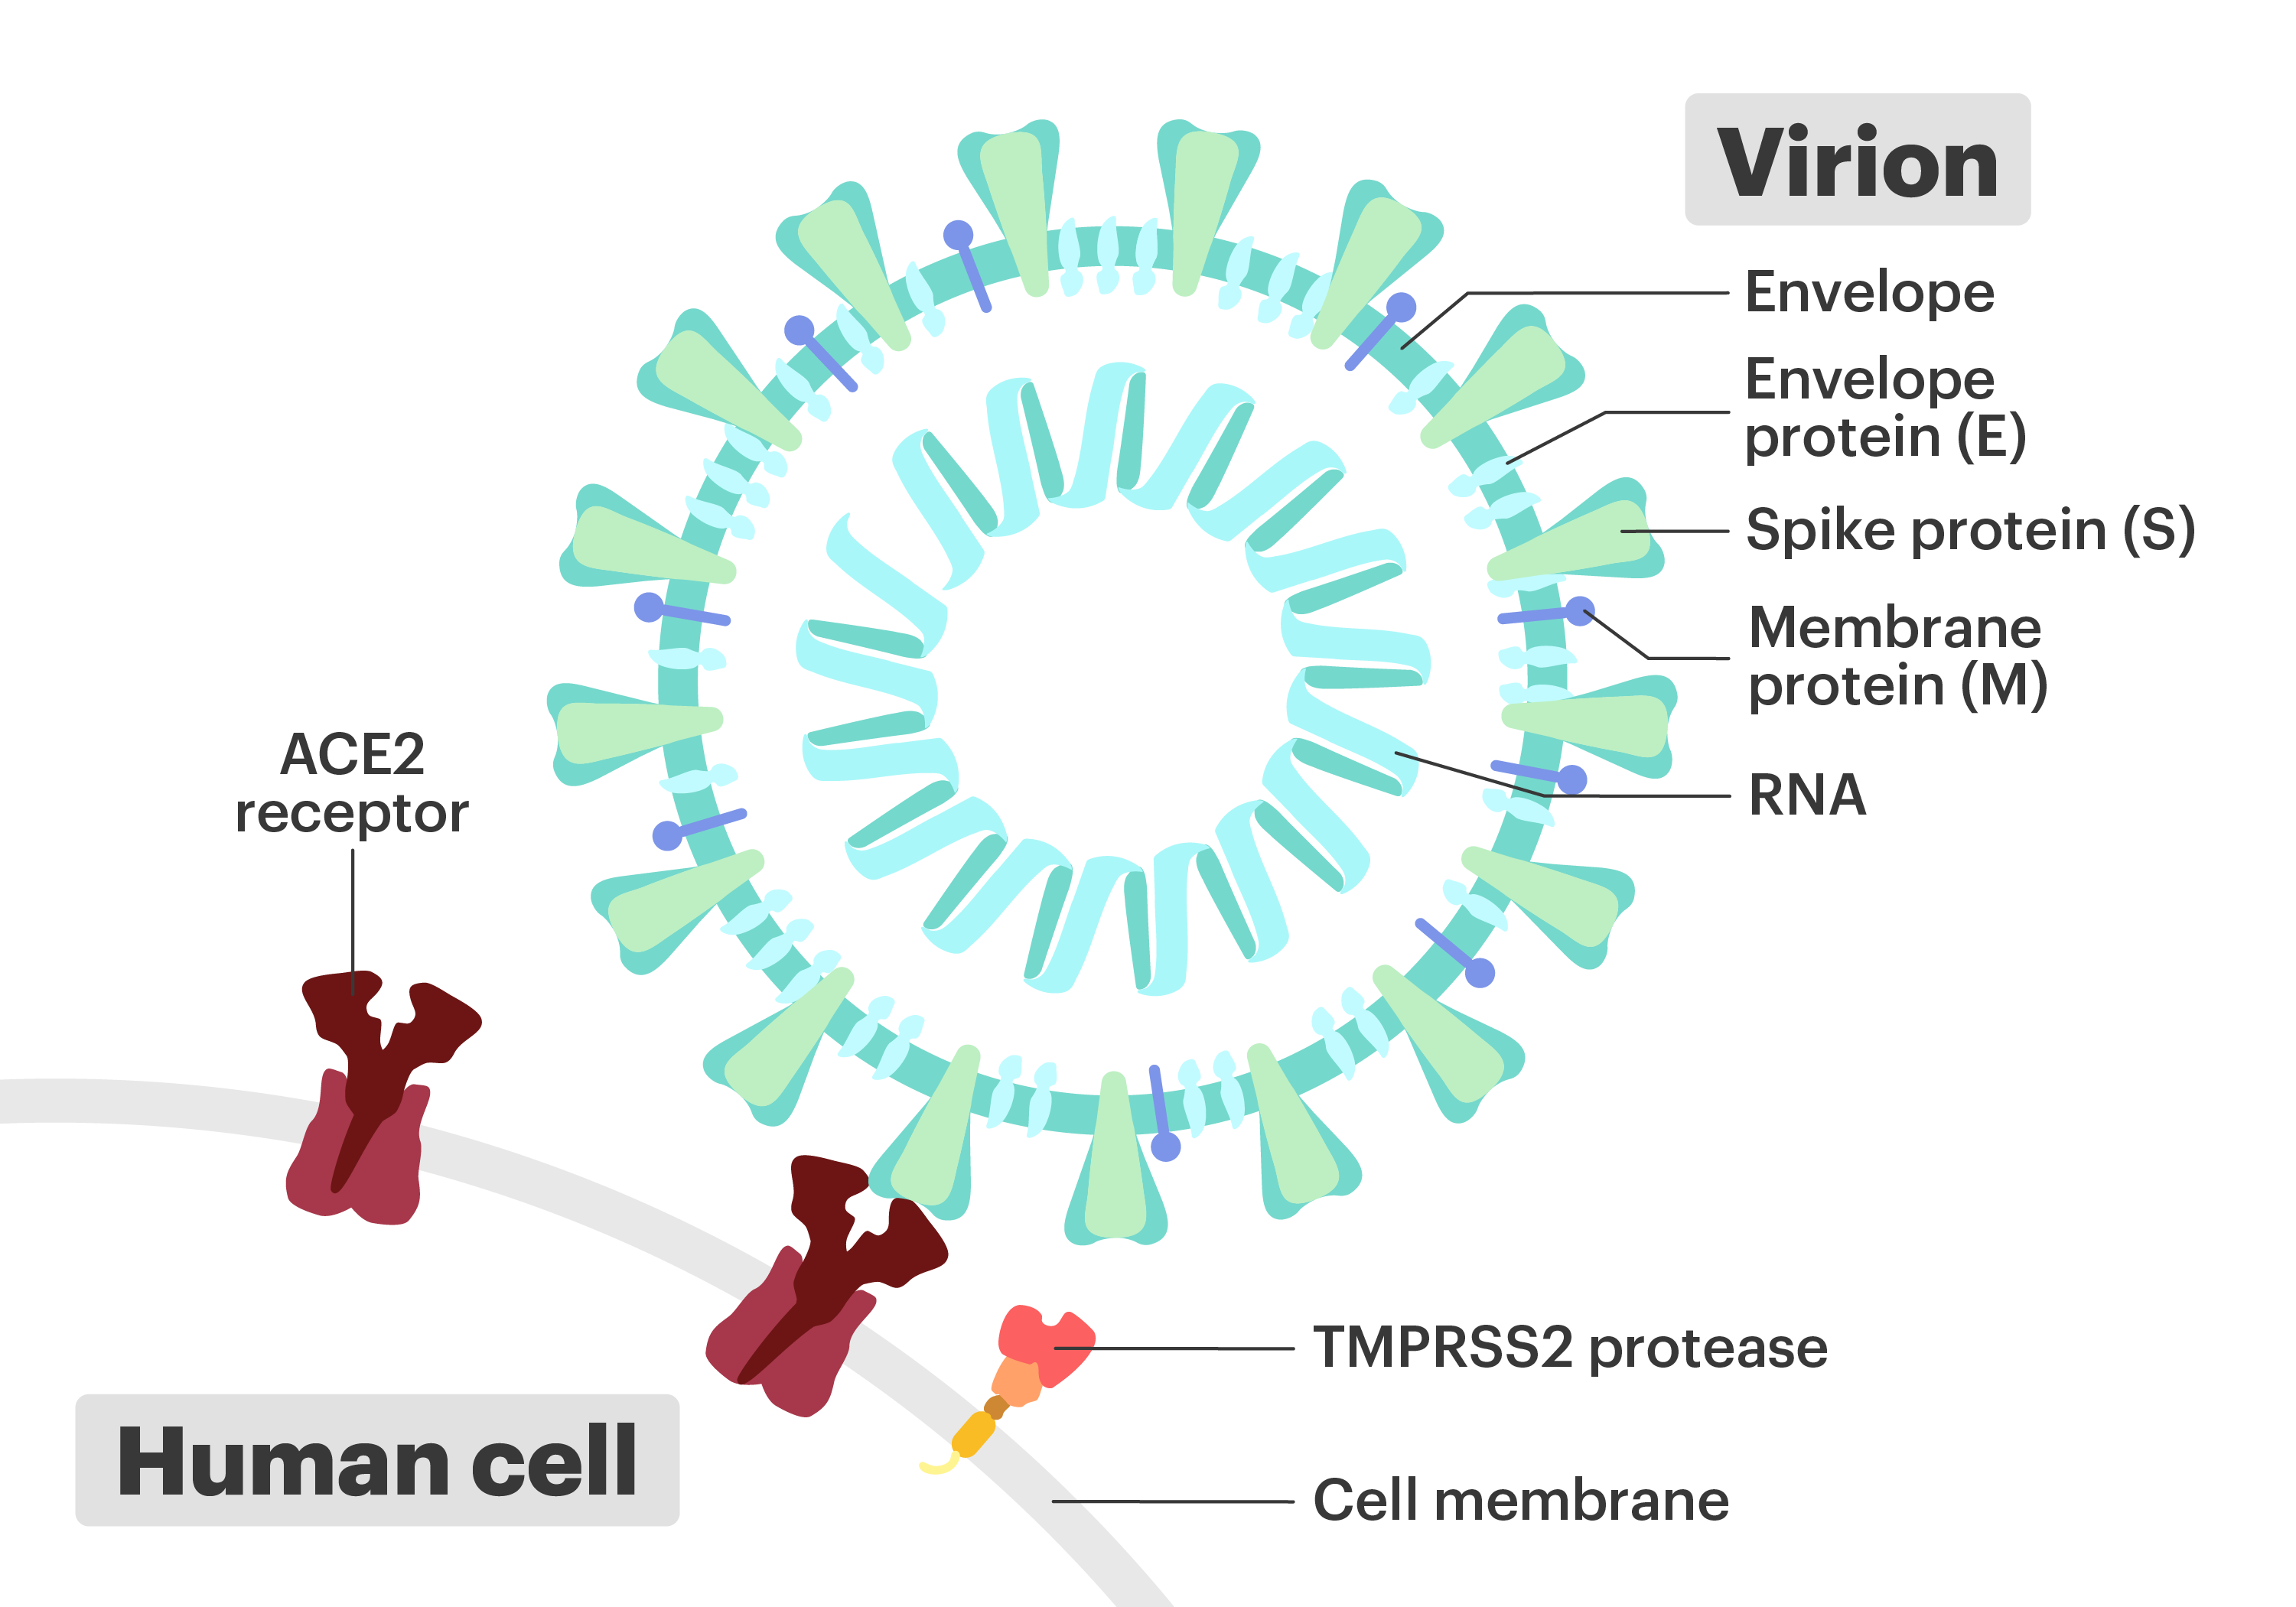 Virion
Envelope
Envelope
protein (E)
Spike protein (S)
Membrane
protein (M)
RNA
ACE2
receptor
TMPRSS2 protease
Human cell
Cell membrane